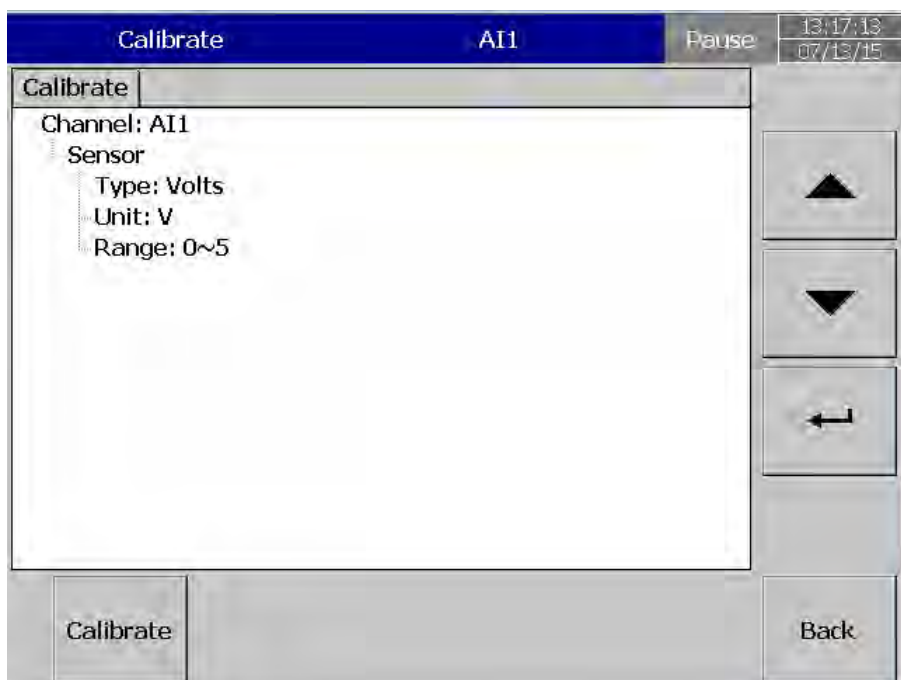 Calibrate AI1 Pause 13:17:13
07/13/15
Calibrate
Channel: AI1
Sensor
Type: Volts
Unit: V
Range: 0~5
Calibrate Back